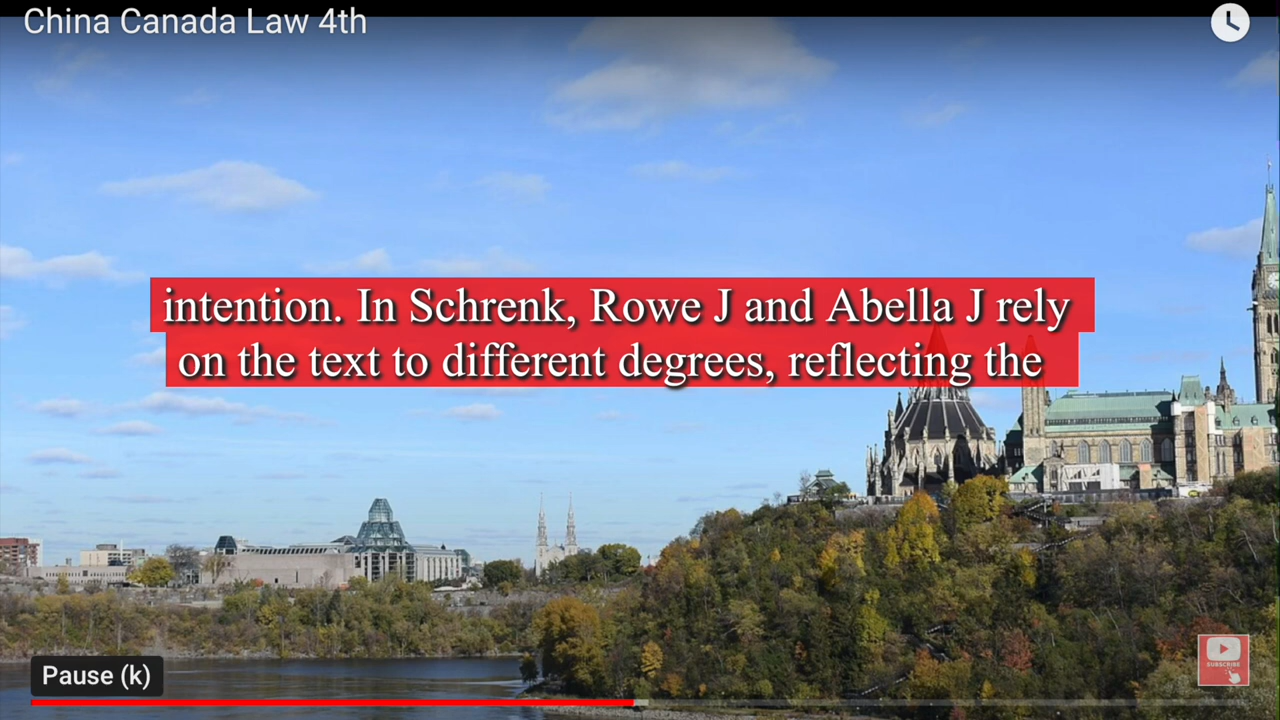 China Canada Law 4th
intention. In Schrenk, Rowe J and Abella J rely
on the text to different degrees, reflecting the
Pause (k)
SUBSCRIBE